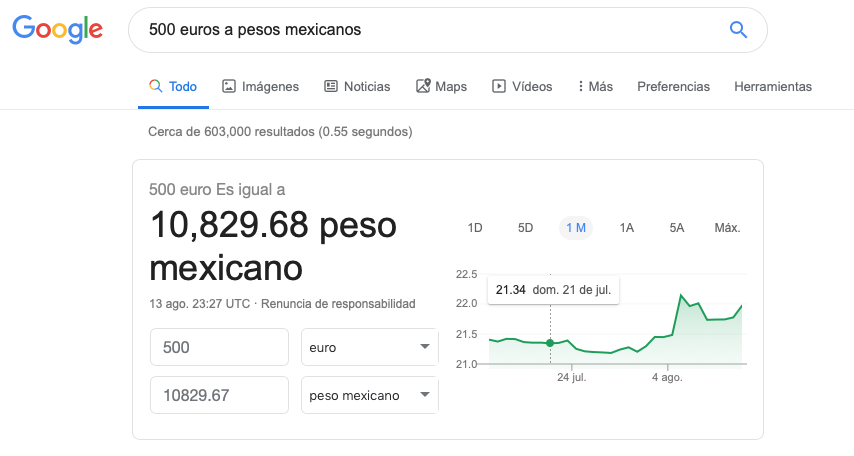 Google
500 euros a pesos mexicanos
Todo Imágenes Noticias Maps Vídeos Más Preferencias Herramientas
Cerca de 603,000 resultados (0.55 segundos)
500 euro Es igual a
10,829.68 peso
mexicano
13 ago. 23:27 UTC · Renuncia de responsabilidad
500 euro
10829.67 peso mexicano
1D 5D 1 M 1A 5A Máx.
22.5
21.34 dom. 21 de jul.
22.0
21.5
21.0
24 jul. 4 ago.